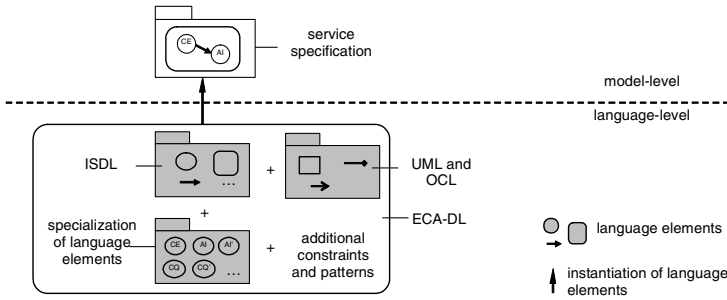 service
specification
CE
AI
model-level
language-level
ISDL
...
+
UML and
OCL
+
ECA-DL
specialization
of language
elements
CE AI AI'
CQ CQ' ...
+
additional
constraints
and patterns
language elements
instantiation of language
elements